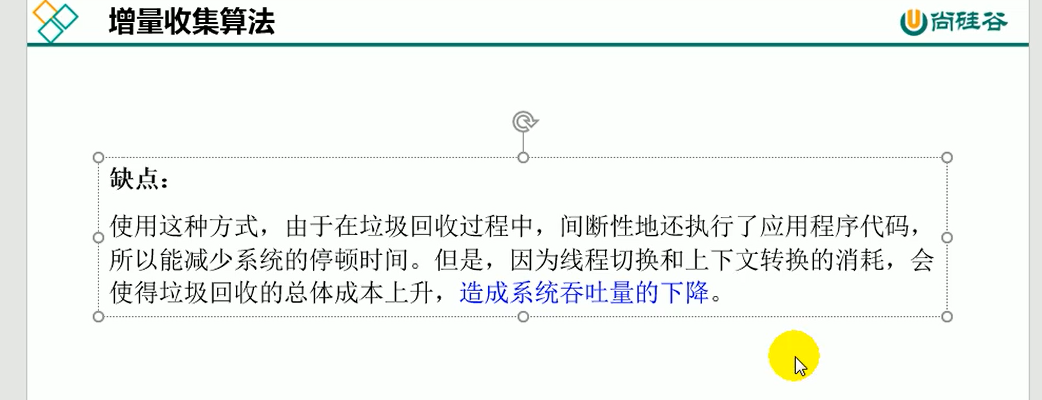 增量收集算法
尚硅谷
缺点：
使用这种方式，由于在垃圾回收过程中，间断性地还执行了应用程序代码，
所以能减少系统的停顿时间。但是，因为线程切换和上下文转换的消耗，会
使得垃圾回收的总体成本上升，造成系统吞吐量的下降。